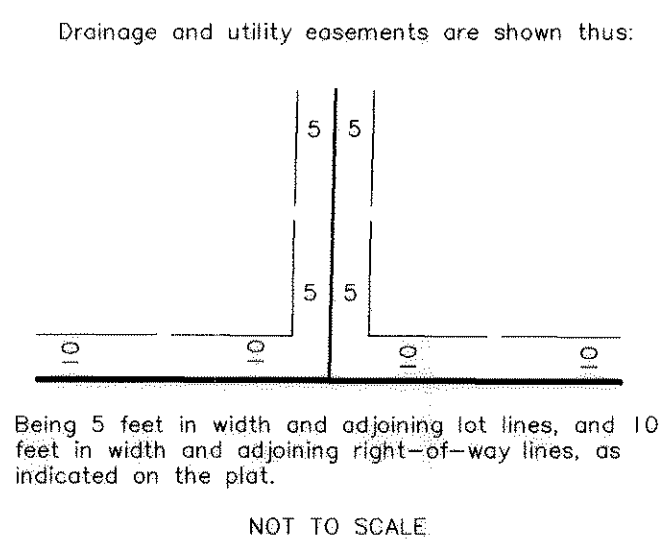 Drainage and utility easements are shown thus:
5 5
5 5
10 10 10 10
Being 5 feet in width and adjoining lot lines, and 10
feet in width and adjoining right-of-way lines, as
indicated on the plat.
NOT TO SCALE